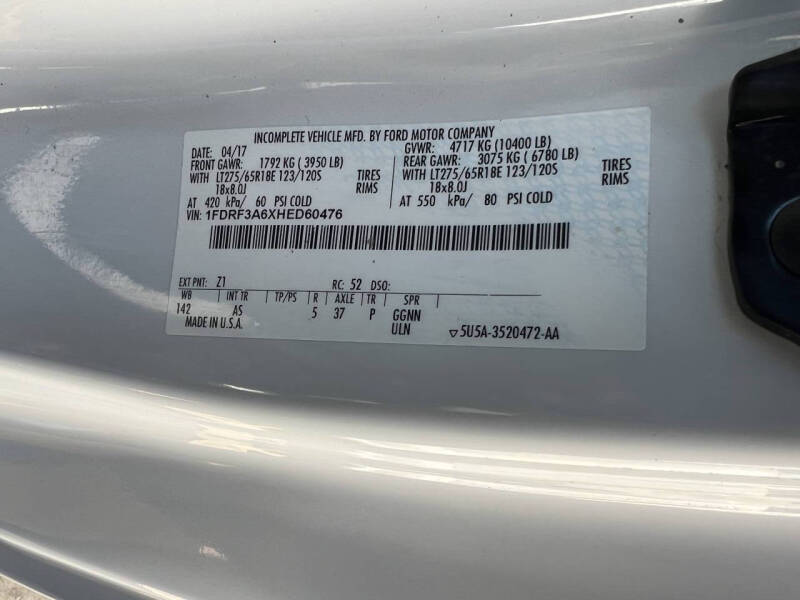 INCOMPLETE VEHICLE MFD. BY FORD MOTOR COMPANY
DATE: 04/17 GVWR: 4717 KG (10400 LB)
FRONT GAWR: 1792 KG ( 3950 LB) REAR GAWR: 3075 KG ( 6780 LB)
WITH LT275/65R18E 123/120S TIRES WITH LT275/65R18E 123/120S TIRES
18x8.0J RIMS 18x8.0J RIMS
AT 420 kPa/ 60 PSI COLD AT 550 kPa/ 80 PSI COLD
VIN: 1FDRF3A6XHED60476
EXT PNT: Z1 RC: 52 DSO:
WB INT TR TP/PS R AXLE TR SPR
142 AS 5 37 P GGNN
MADE IN U.S.A. ULN ▽5U5A-3520472-AA